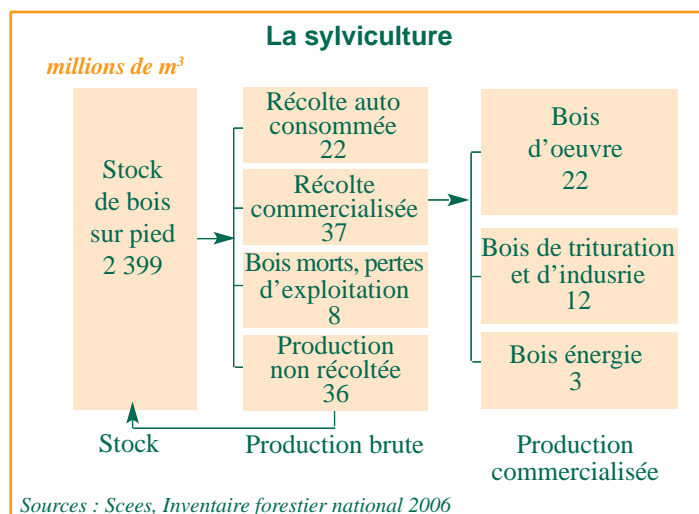 La sylviculture
millions de m³
Stock
de bois
sur pied
2 399
Récolte auto
consommée
22
Récolte
commercialisée
37
Bois morts, pertes
d'exploitation
8
Production
non récoltée
36
Bois
d'oeuvre
22
Bois de trituration
et d'indusrie
12
Bois énergie
3
Stock
Production brute
Production
commercialisée
Sources : Scees, Inventaire forestier national 2006